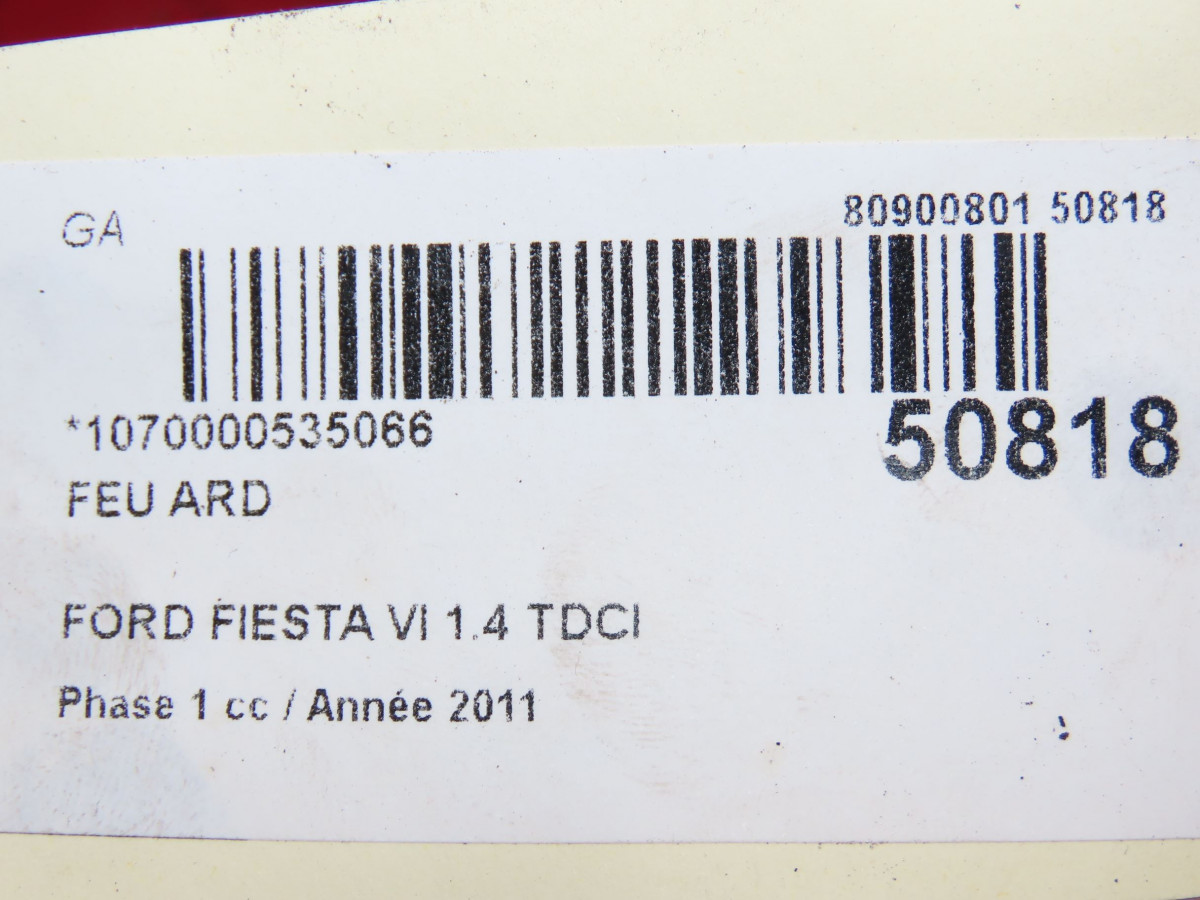 GA
80900801 50818
*1070000535066
50818
FEU ARD
FORD FIESTA VI 1.4 TDCI
Phase 1 cc / Année 2011